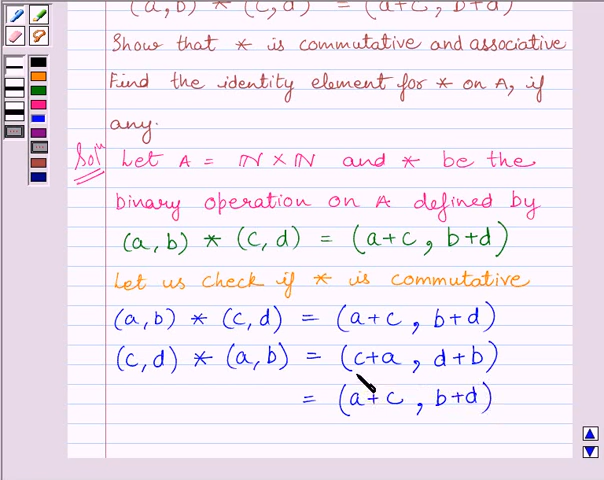 (a,b) * (c,d) = (a+c, b+d)
Show that * is commutative and associative
Find the identity element for * on A, if
any.
Solⁿ Let A = ℕ × ℕ and * be the
binary operation on A defined by
(a,b) * (c,d) = (a+c, b+d)
Let us check if * is commutative
(a,b) * (c,d) = (a+c, b+d)
(c,d) * (a,b) = (c+a, d+b)
= (a+c, b+d)